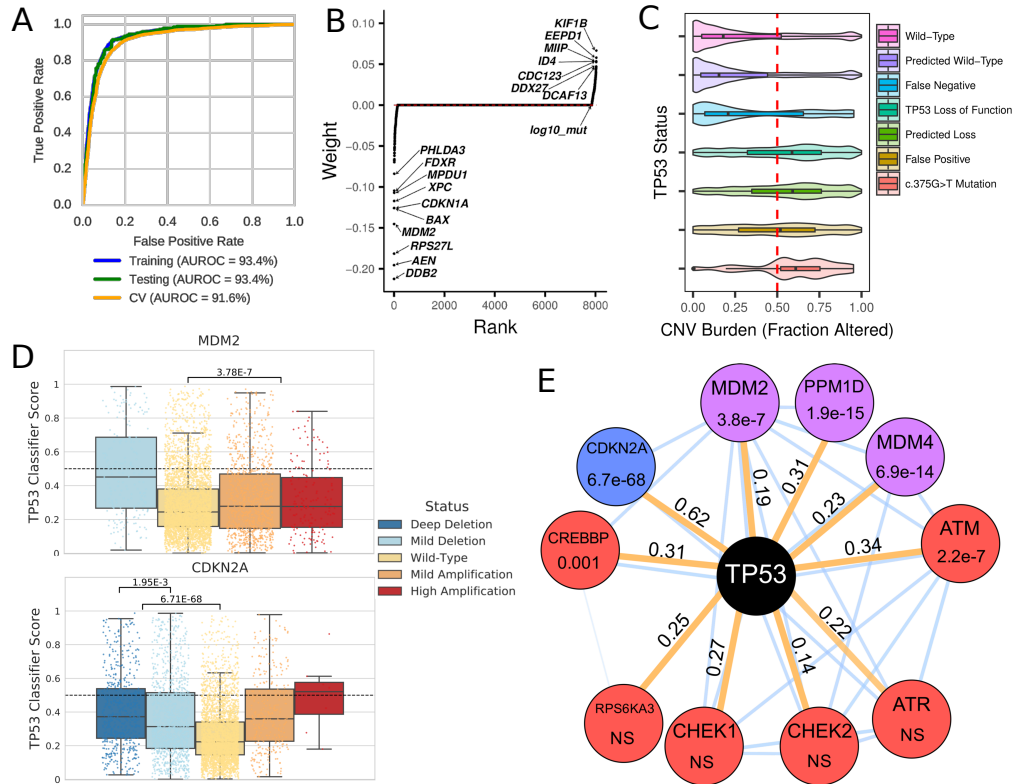 A
1.0
0.8
0.6
0.4
0.2
0.0
True Positive Rate
0.0
0.2
0.4
0.6
0.8
1.0
False Positive Rate
Training (AUROC = 93.4%)
Testing (AUROC = 93.4%)
CV (AUROC = 91.6%)
B
0.10
0.05
0.00
−0.05
−0.10
−0.15
−0.20
Weight
KIF1B
EEPD1
MIIP
ID4
CDC123
DDX27
DCAF13
log10_mut
PHLDA3
FDXR
MPDU1
XPC
CDKN1A
BAX
MDM2
RPS27L
AEN
DDB2
0
2000
4000
6000
8000
Rank
C
TP53 Status
0.00
0.25
0.50
0.75
1.00
CNV Burden (Fraction Altered)
Wild−Type
Predicted Wild−Type
False Negative
TP53 Loss of Function
Predicted Loss
False Positive
c.375G>T Mutation
D
MDM2
3.78E-7
1
0.8
0.6
0.4
0.2
0
TP53 Classifier Score
CDKN2A
1.95E-3
6.71E-68
1
0.8
0.6
0.4
0.2
0
TP53 Classifier Score
Status
Deep Deletion
Mild Deletion
Wild-Type
Mild Amplification
High Amplification
E
MDM2
3.8e-7
PPM1D
1.9e-15
MDM4
6.9e-14
CDKN2A
6.7e-68
CREBBP
0.001
ATM
2.2e-7
TP53
0.19
0.31
0.23
0.62
0.31
0.34
0.25
0.27
0.14
0.22
RPS6KA3
NS
CHEK1
NS
CHEK2
NS
ATR
NS